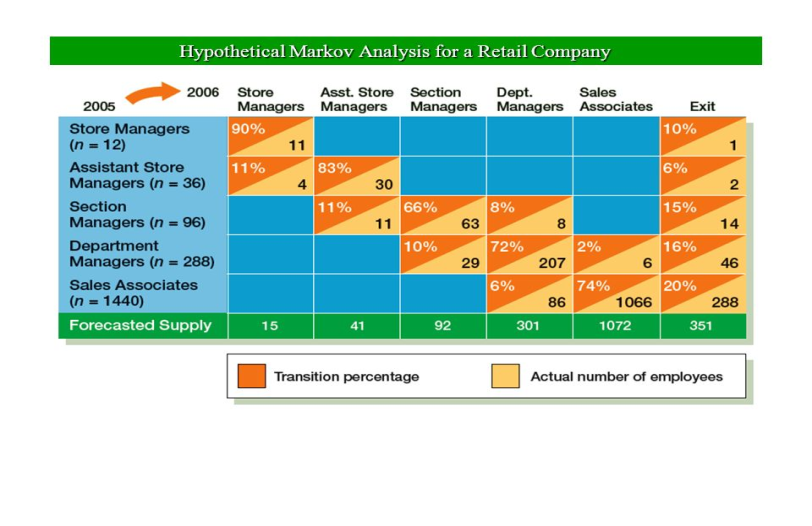 Hypothetical Markov Analysis for a Retail Company
2005 2006 Store Managers Asst. Store Managers Section Managers Dept. Managers Sales Associates Exit
Store Managers (n = 12) 90% 11 10% 1
Assistant Store Managers (n = 36) 11% 4 83% 30 6% 2
Section Managers (n = 96) 11% 11 66% 63 8% 8 15% 14
Department Managers (n = 288) 10% 29 72% 207 2% 6 16% 46
Sales Associates (n = 1440) 6% 86 74% 1066 20% 288
Forecasted Supply 15 41 92 301 1072 351
Transition percentage Actual number of employees